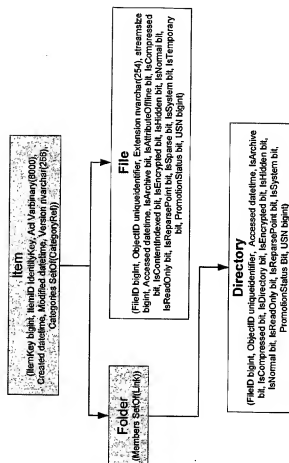 Item
(ItemKey bigint, ItemID IdentityKey, Acl Varbinary(8000),
Created datetime, Modified datetime, Version nvarchar(255),
Categories SetOf(CategoryRef))
Folder
(Members SetOf(Link))
File
(FileID bigint, ObjectID uniqueidentifier, Extension nvarchar(254), streamsize
bigint, Accessed datetime, IsArchive bit, IsAttributeOffline bit, IsCompressed
bit, IsContentIndexed bit, IsEncrypted bit, IsHidden bit, IsNormal bit,
IsReadOnly bit, IsReparsePoint bit, IsSparse bit, IsSystem bit, IsTemporary
bit, PromotionStatus bit, USN bigint)
Directory
(FileID bigint, ObjectID uniqueidentifier, Accessed datetime, IsArchive
bit, IsCompressed bit, IsDirectory bit, IsEncrypted bit, IsHidden bit,
IsNormal bit, IsReadOnly bit, IsReparsePoint bit, IsSystem bit,
PromotionStatus bit, USN bigint)